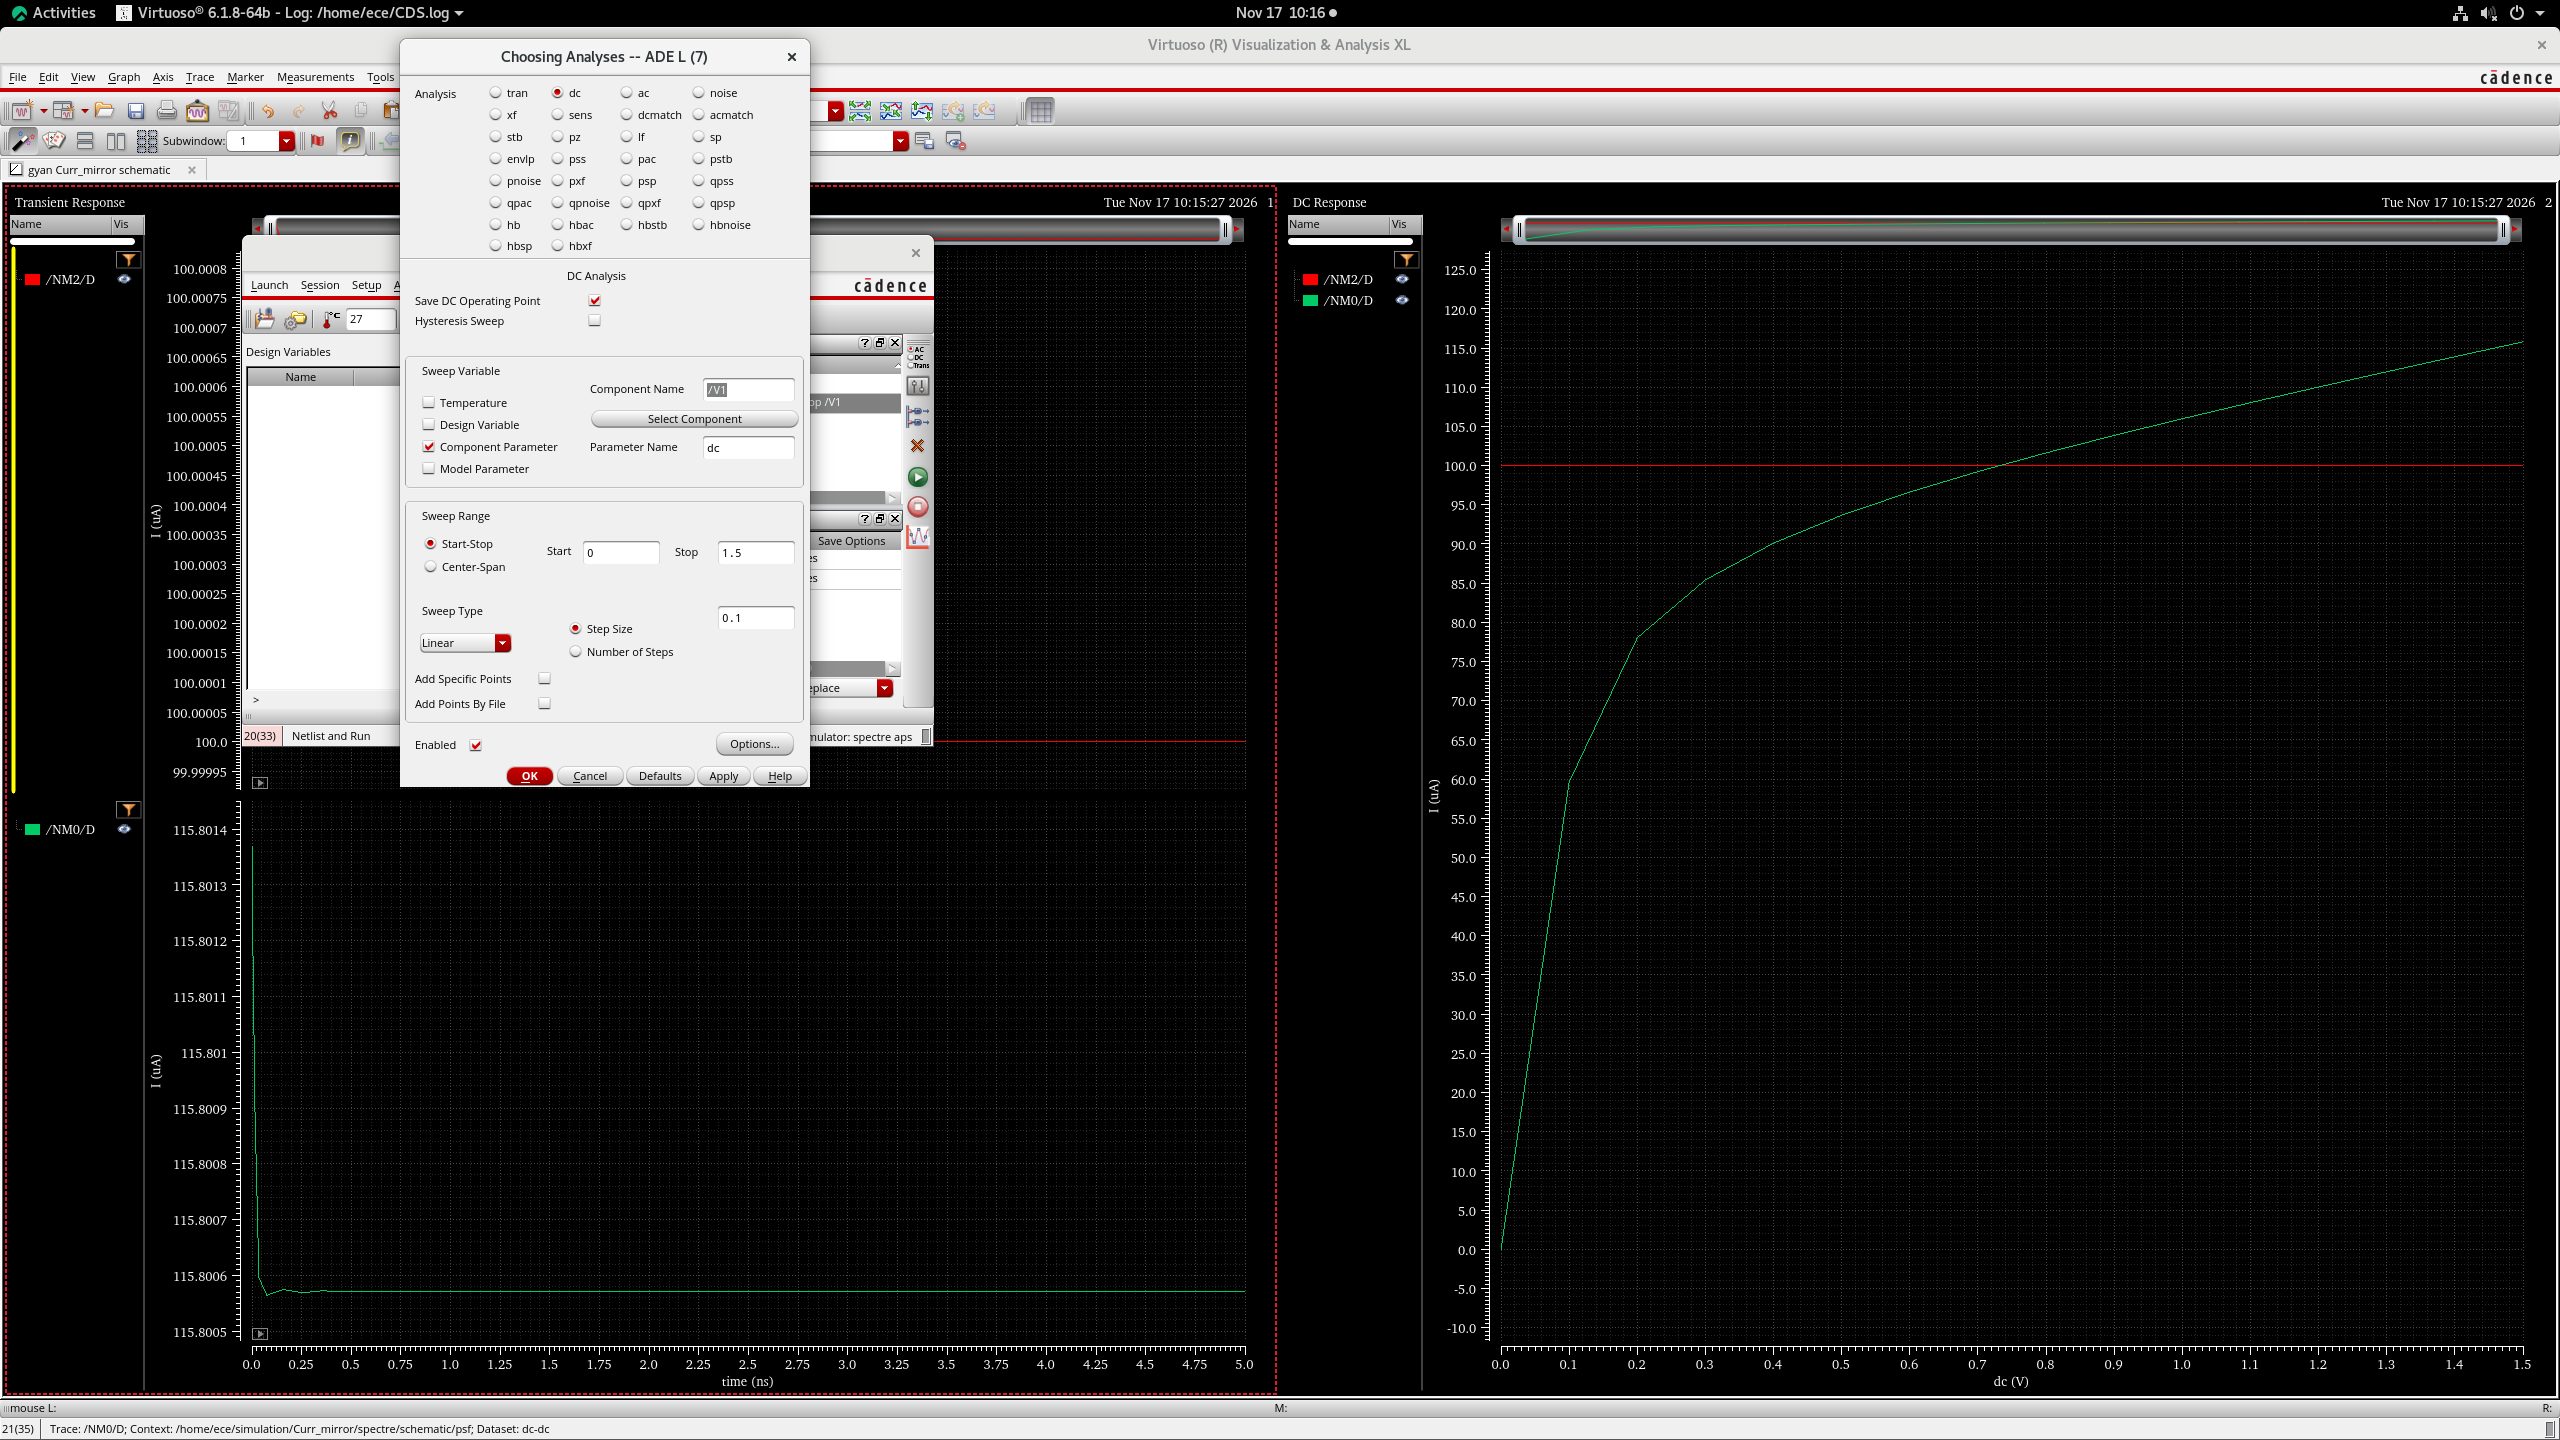 Activities
Virtuoso® 6.1.8-64b - Log: /home/ece/CDS.log
Nov 17 10:16
Virtuoso (R) Visualization & Analysis XL
File Edit View Graph Axis Trace Marker Measurements Tools
cādence
Subwindow: 1
gyan Curr_mirror schematic
Choosing Analyses -- ADE L (7)
Analysis
tran dc ac noise
xf sens dcmatch acmatch
stb pz lf sp
envlp pss pac pstb
pnoise pxf psp qpss
qpac qpnoise qpxf qpsp
hb hbac hbstb hbnoise
hbsp hbxf
DC Analysis
Save DC Operating Point
Hysteresis Sweep
Sweep Variable
Temperature
Design Variable
Component Parameter
Model Parameter
Component Name /V1
Select Component
Parameter Name dc
Sweep Range
Start-Stop
Center-Span
Start 0 Stop 1.5
Sweep Type
Linear
Step Size 0.1
Number of Steps
Add Specific Points
Add Points By File
Enabled
Options...
OK Cancel Defaults Apply Help
Launch Session Setup A
cādence
°C 27
Design Variables
Name
>
20(33) Netlist and Run
op /V1
Save Options
es
es
eplace
mulator: spectre aps
AC
DC
Trans
Transient Response
Tue Nov 17 10:15:27 2026 1
Name Vis
/NM2/D
100.0008
100.00075
100.0007
100.00065
100.0006
100.00055
100.0005
100.00045
100.0004
100.00035
100.0003
100.00025
100.0002
100.00015
100.0001
100.00005
100.0
99.99995
I (uA)
/NM0/D
115.8014
115.8013
115.8012
115.8011
115.801
115.8009
115.8008
115.8007
115.8006
115.8005
I (uA)
0.0 0.25 0.5 0.75 1.0 1.25 1.5 1.75 2.0 2.25 2.5 2.75 3.0 3.25 3.5 3.75 4.0 4.25 4.5 4.75 5.0
time (ns)
DC Response
Tue Nov 17 10:15:27 2026 2
Name Vis
/NM2/D
/NM0/D
125.0
120.0
115.0
110.0
105.0
100.0
95.0
90.0
85.0
80.0
75.0
70.0
65.0
60.0
55.0
50.0
45.0
40.0
35.0
30.0
25.0
20.0
15.0
10.0
5.0
0.0
-5.0
-10.0
I (uA)
0.0 0.1 0.2 0.3 0.4 0.5 0.6 0.7 0.8 0.9 1.0 1.1 1.2 1.3 1.4 1.5
dc (V)
mouse L: M: R:
21(35) Trace: /NM0/D; Context: /home/ece/simulation/Curr_mirror/spectre/schematic/psf; Dataset: dc-dc